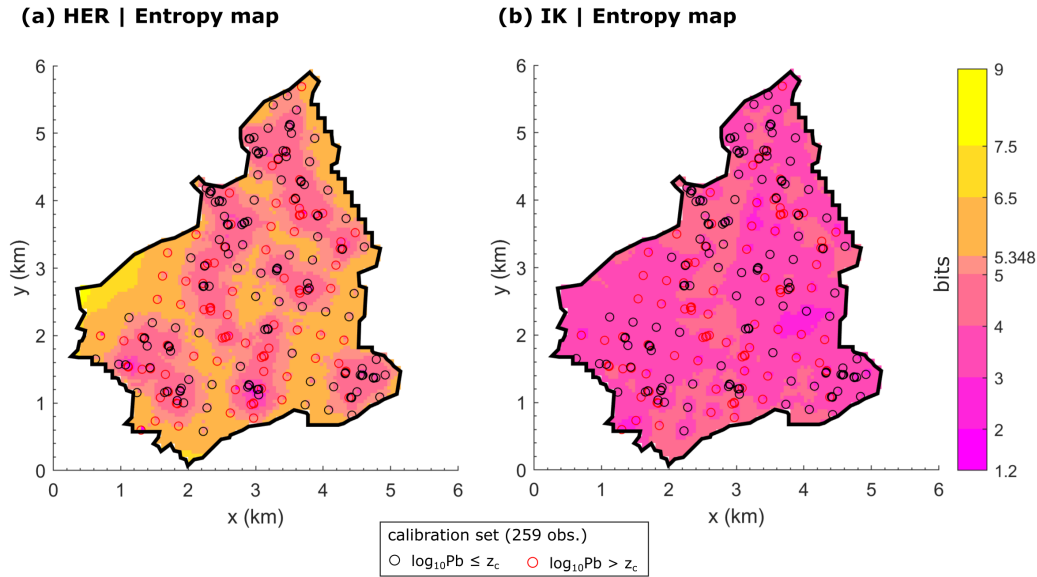 (a) HER | Entropy map
(b) IK | Entropy map
6
5
4
3
2
1
0
y (km)
0 1 2 3 4 5 6
x (km)
6
5
4
3
2
1
0
y (km)
0 1 2 3 4 5 6
x (km)
9
7.5
6.5
5.348
5
4
3
2
1.2
bits
calibration set (259 obs.)
log₁₀Pb ≤ z꜀
log₁₀Pb > z꜀